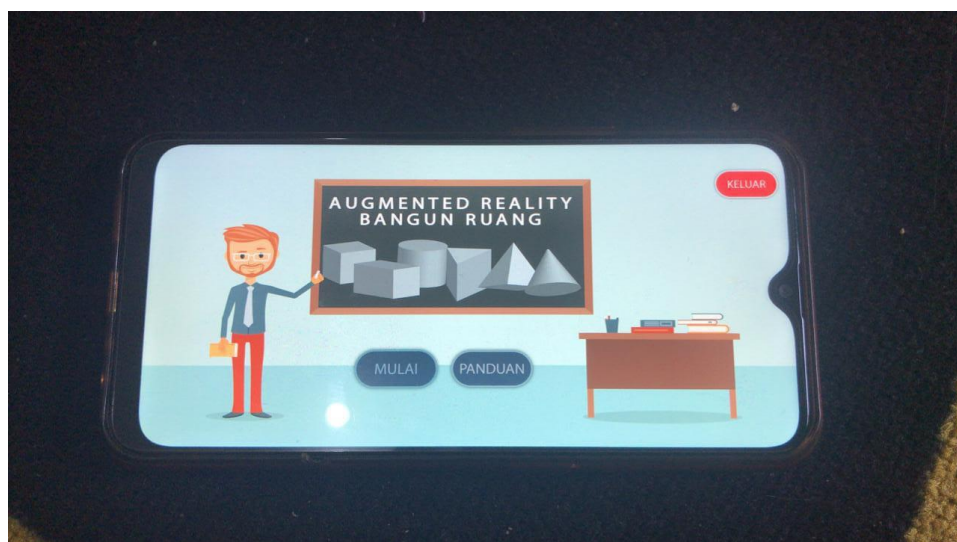 AUGMENTED REALITY
BANGUN RUANG
KELUAR
MULAI
PANDUAN